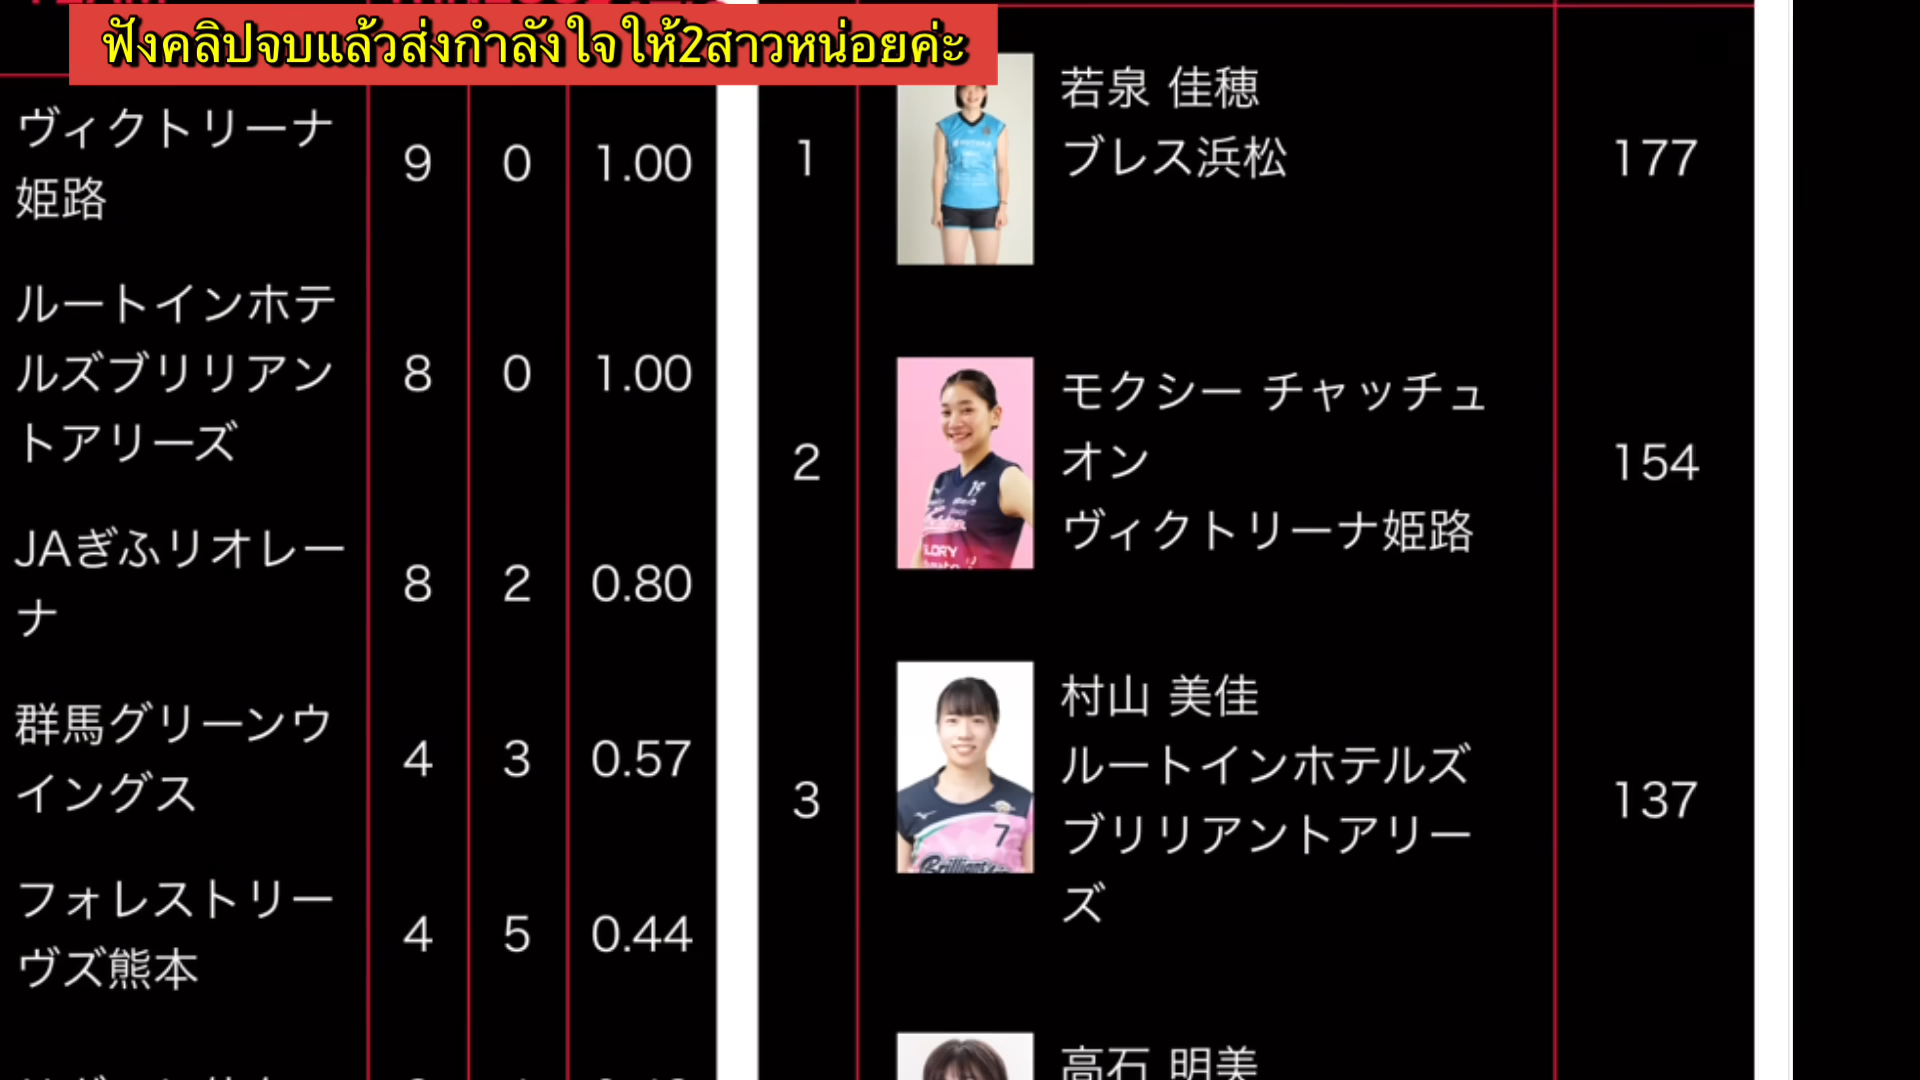 TEAM
ฟังคลิปจบแล้วส่งกำลังใจให้2สาวหน่อยค่ะ
ヴィクトリーナ
姫路
9 0 1.00
ルートインホテ
ルズブリリアン
トアリーズ
8 0 1.00
JAぎふリオレー
ナ
8 2 0.80
群馬グリーンウ
イングス
4 3 0.57
フォレストリー
ヴズ熊本
4 5 0.44
1
若泉 佳穂
ブレス浜松
177
2
モクシー チャッチュ
オン
ヴィクトリーナ姫路
154
19
GLORY
3
村山 美佳
ルートインホテルズ
ブリリアントアリー
ズ
137
7
Brilliant
高石 明美